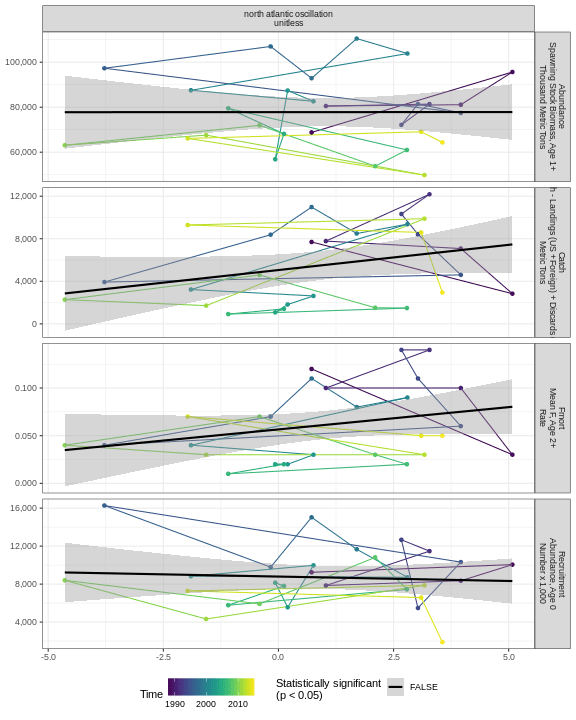 north atlantic oscillation
unitless
100,000
80,000
60,000
Abundance
Spawning Stock Biomass, Age 1+
Thousand Metric Tons
12,000
8,000
4,000
0
Catch
h - Landings (US +Foreign) + Discards
Metric Tons
0.100
0.050
0.000
Fmort
Mean F, Age 2+
Rate
16,000
12,000
8,000
4,000
Recruitment
Abundance, Age 0
Number x 1,000
-5.0 -2.5 0.0 2.5 5.0
Time
1990 2000 2010
Statistically significant
(p < 0.05)
FALSE